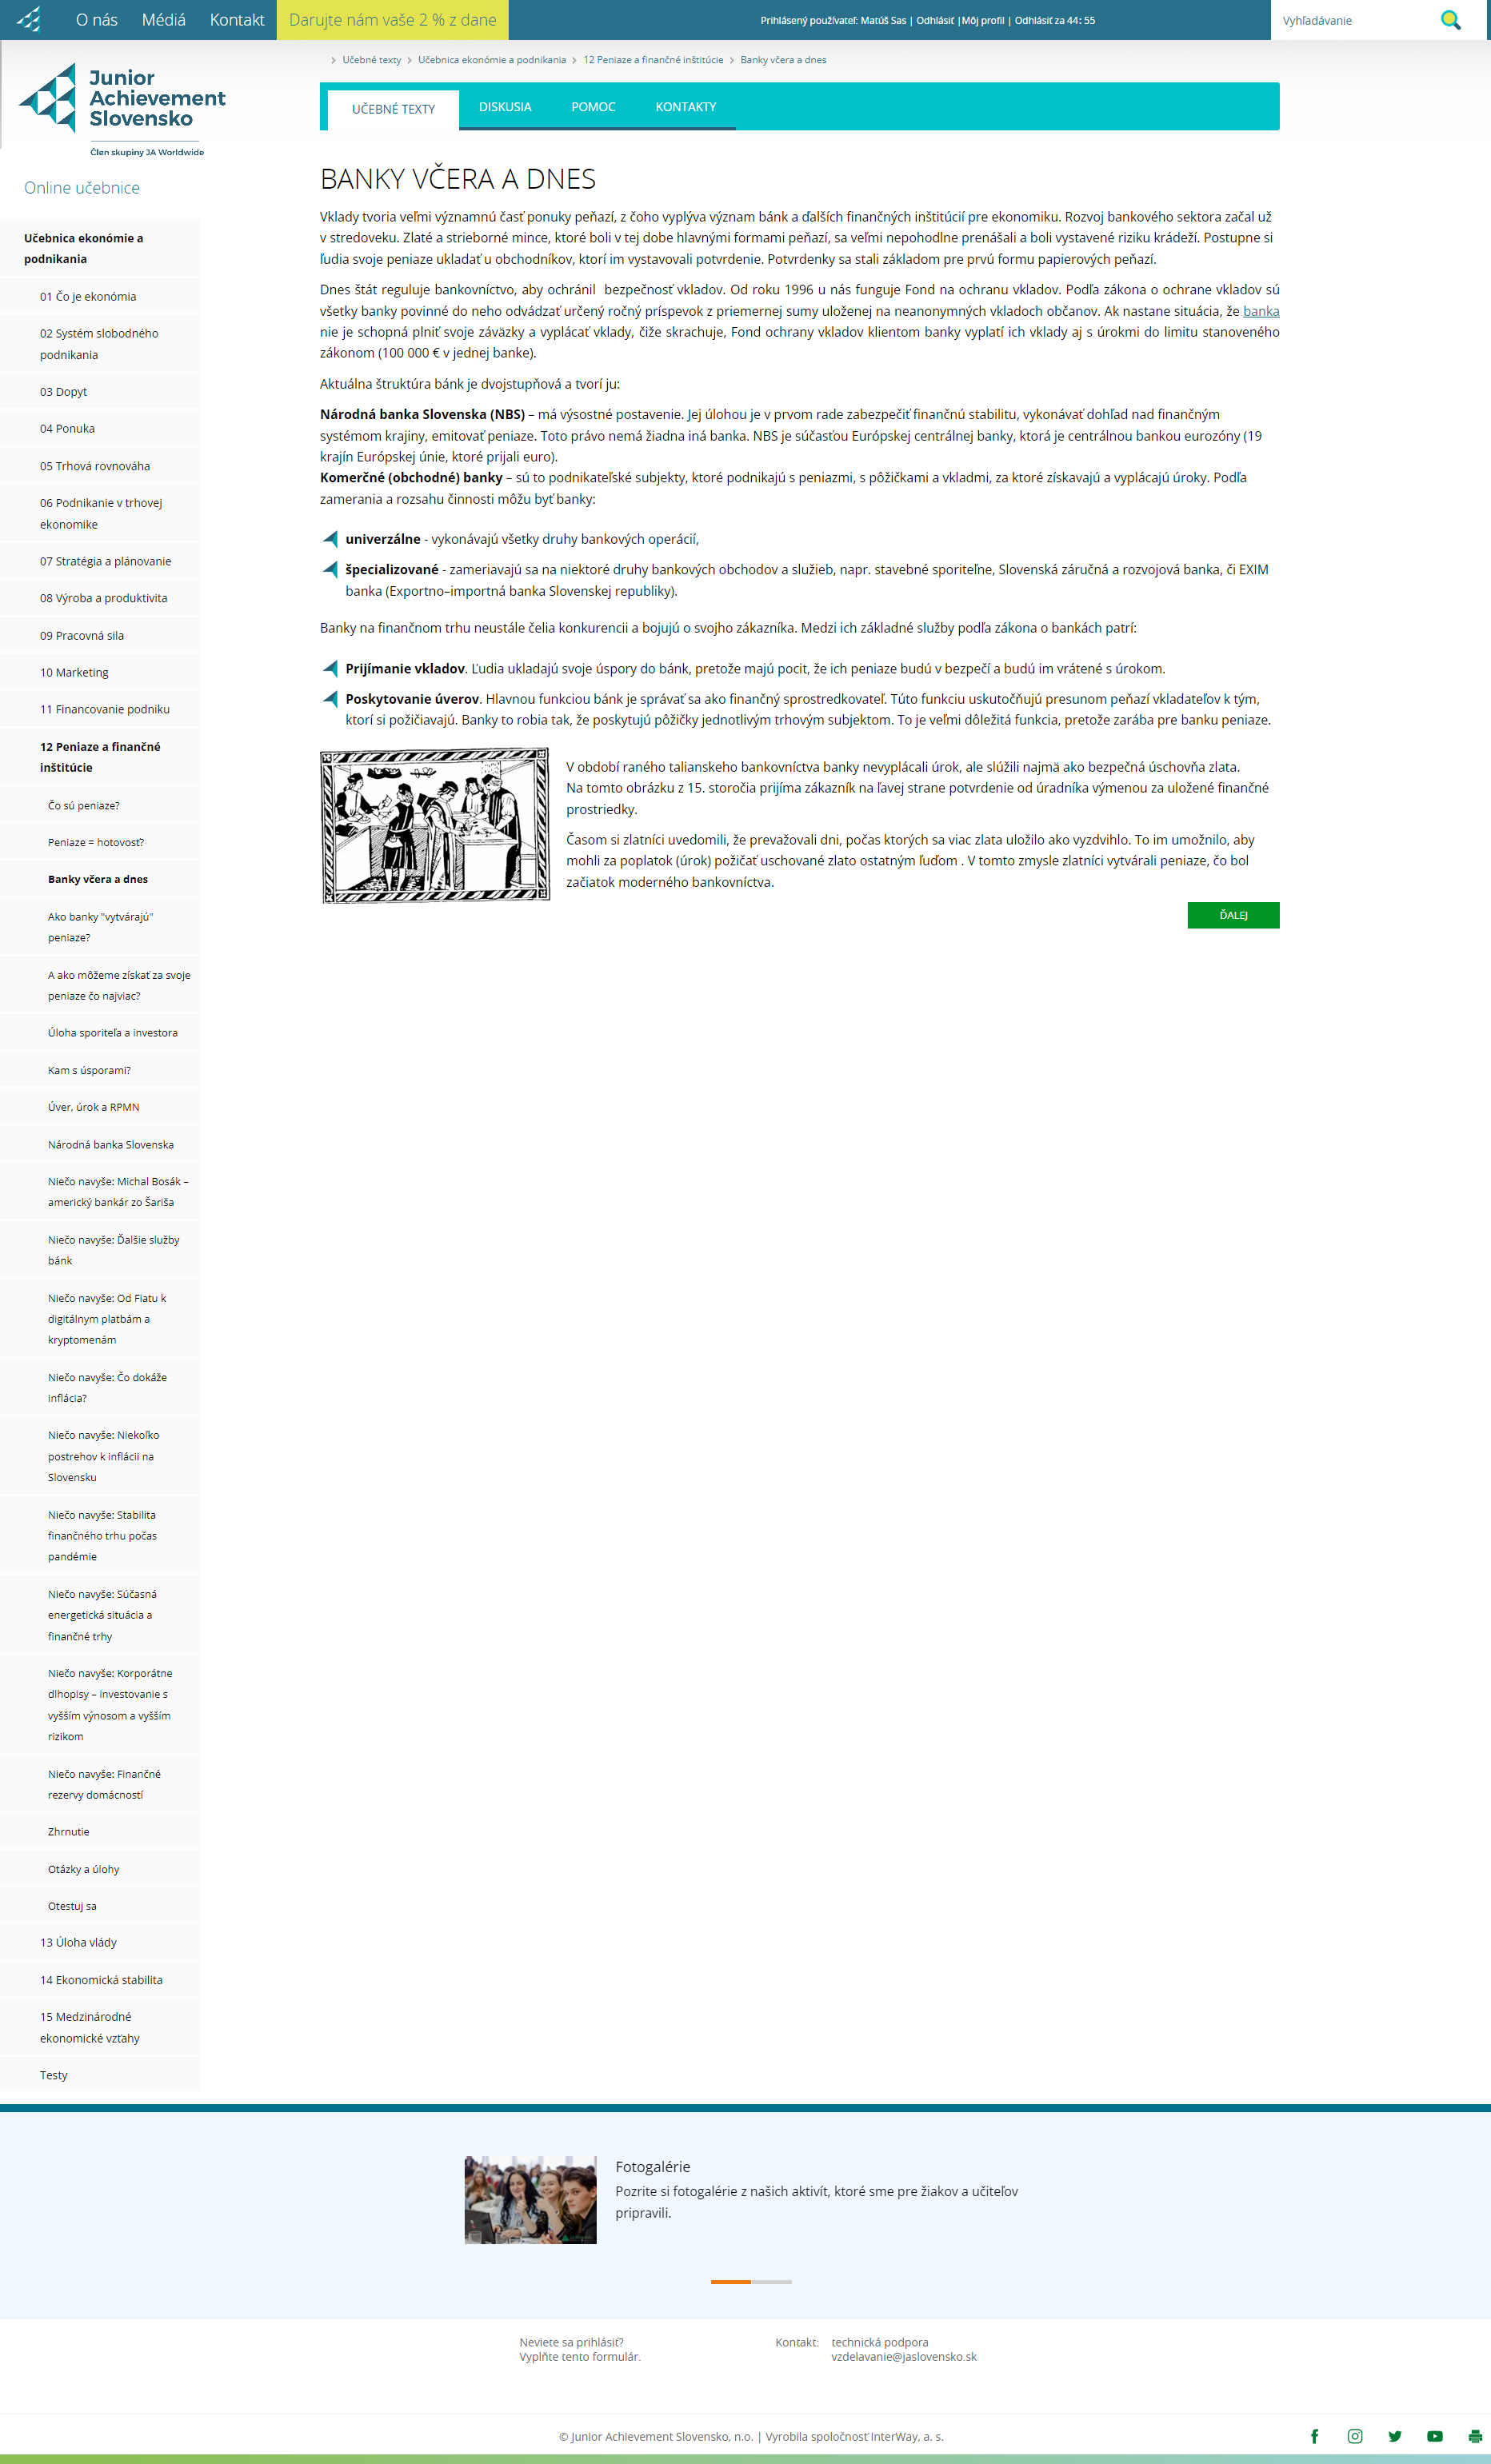 O nás Médiá Kontakt Darujte nám vaše 2 % z dane
Prihlásený používateľ: Matúš Sas | Odhlásiť |Môj profil | Odhlásiť za 44: 55
Vyhľadávanie
Junior
Achievement
Slovensko
Člen skupiny JA Worldwide
Online učebnice
Učebnica ekonómie a
podnikania
01 Čo je ekonómia
02 Systém slobodného
podnikania
03 Dopyt
04 Ponuka
05 Trhová rovnováha
06 Podnikanie v trhovej
ekonomike
07 Stratégia a plánovanie
08 Výroba a produktivita
09 Pracovná sila
10 Marketing
11 Financovanie podniku
12 Peniaze a finančné
inštitúcie
Čo sú peniaze?
Peniaze = hotovosť?
Banky včera a dnes
Ako banky "vytvárajú"
peniaze?
A ako môžeme získať za svoje
peniaze čo najviac?
Úloha sporiteľa a investora
Kam s úsporami?
Úver, úrok a RPMN
Národná banka Slovenska
Niečo navyše: Michal Bosák –
americký bankár zo Šariša
Niečo navyše: Ďalšie služby
bánk
Niečo navyše: Od Fiatu k
digitálnym platbám a
kryptomenám
Niečo navyše: Čo dokáže
inflácia?
Niečo navyše: Niekoľko
postrehov k inflácii na
Slovensku
Niečo navyše: Stabilita
finančného trhu počas
pandémie
Niečo navyše: Súčasná
energetická situácia a
finančné trhy
Niečo navyše: Korporátne
dlhopisy – investovanie s
vyšším výnosom a vyšším
rizikom
Niečo navyše: Finančné
rezervy domácností
Zhrnutie
Otázky a úlohy
Otestuj sa
13 Úloha vlády
14 Ekonomická stabilita
15 Medzinárodné
ekonomické vzťahy
Testy
Učebné texty Učebnica ekonómie a podnikania 12 Peniaze a finančné inštitúcie Banky včera a dnes
UČEBNÉ TEXTY DISKUSIA POMOC KONTAKTY
BANKY VČERA A DNES
Vklady tvoria veľmi významnú časť ponuky peňazí, z čoho vyplýva význam bánk a ďalších finančných inštitúcií pre ekonomiku. Rozvoj bankového sektora začal už
v stredoveku. Zlaté a strieborné mince, ktoré boli v tej dobe hlavnými formami peňazí, sa veľmi nepohodlne prenášali a boli vystavené riziku krádeží. Postupne si
ľudia svoje peniaze ukladať u obchodníkov, ktorí im vystavovali potvrdenie. Potvrdenky sa stali základom pre prvú formu papierových peňazí.
Dnes štát reguluje bankovníctvo, aby ochránil bezpečnosť vkladov. Od roku 1996 u nás funguje Fond na ochranu vkladov. Podľa zákona o ochrane vkladov sú
všetky banky povinné do neho odvádzať určený ročný príspevok z priemernej sumy uloženej na neanonymných vkladoch občanov. Ak nastane situácia, že banka
nie je schopná plniť svoje záväzky a vyplácať vklady, čiže skrachuje, Fond ochrany vkladov klientom banky vyplatí ich vklady aj s úrokmi do limitu stanoveného
zákonom (100 000 € v jednej banke).
Aktuálna štruktúra bánk je dvojstupňová a tvorí ju:
Národná banka Slovenska (NBS) – má výsostné postavenie. Jej úlohou je v prvom rade zabezpečiť finančnú stabilitu, vykonávať dohľad nad finančným
systémom krajiny, emitovať peniaze. Toto právo nemá žiadna iná banka. NBS je súčasťou Európskej centrálnej banky, ktorá je centrálnou bankou eurozóny (19
krajín Európskej únie, ktoré prijali euro).
Komerčné (obchodné) banky – sú to podnikateľské subjekty, ktoré podnikajú s peniazmi, s pôžičkami a vkladmi, za ktoré získavajú a vyplácajú úroky. Podľa
zamerania a rozsahu činnosti môžu byť banky:
univerzálne - vykonávajú všetky druhy bankových operácií,
špecializované - zameriavajú sa na niektoré druhy bankových obchodov a služieb, napr. stavebné sporiteľne, Slovenská záručná a rozvojová banka, či EXIM
banka (Exportno–importná banka Slovenskej republiky).
Banky na finančnom trhu neustále čelia konkurencii a bojujú o svojho zákazníka. Medzi ich základné služby podľa zákona o bankách patrí:
Prijímanie vkladov. Ľudia ukladajú svoje úspory do bánk, pretože majú pocit, že ich peniaze budú v bezpečí a budú im vrátené s úrokom.
Poskytovanie úverov. Hlavnou funkciou bánk je správať sa ako finančný sprostredkovateľ. Túto funkciu uskutočňujú presunom peňazí vkladateľov k tým,
ktorí si požičiavajú. Banky to robia tak, že poskytujú pôžičky jednotlivým trhovým subjektom. To je veľmi dôležitá funkcia, pretože zarába pre banku peniaze.
V období raného talianskeho bankovníctva banky nevyplácali úrok, ale slúžili najmä ako bezpečná úschovňa zlata.
Na tomto obrázku z 15. storočia prijíma zákazník na ľavej strane potvrdenie od úradníka výmenou za uložené finančné
prostriedky.
Časom si zlatníci uvedomili, že prevažovali dni, počas ktorých sa viac zlata uložilo ako vyzdvihlo. To im umožnilo, aby
mohli za poplatok (úrok) požičať uschované zlato ostatným ľuďom . V tomto zmysle zlatníci vytvárali peniaze, čo bol
začiatok moderného bankovníctva.
ĎALEJ
Fotogalérie
Pozrite si fotogalérie z našich aktivít, ktoré sme pre žiakov a učiteľov
pripravili.
Neviete sa prihlásiť?
Vyplňte tento formulár.
Kontakt: technická podpora
vzdelavanie@jaslovensko.sk
© Junior Achievement Slovensko, n.o. | Vyrobila spoločnosť InterWay, a. s.